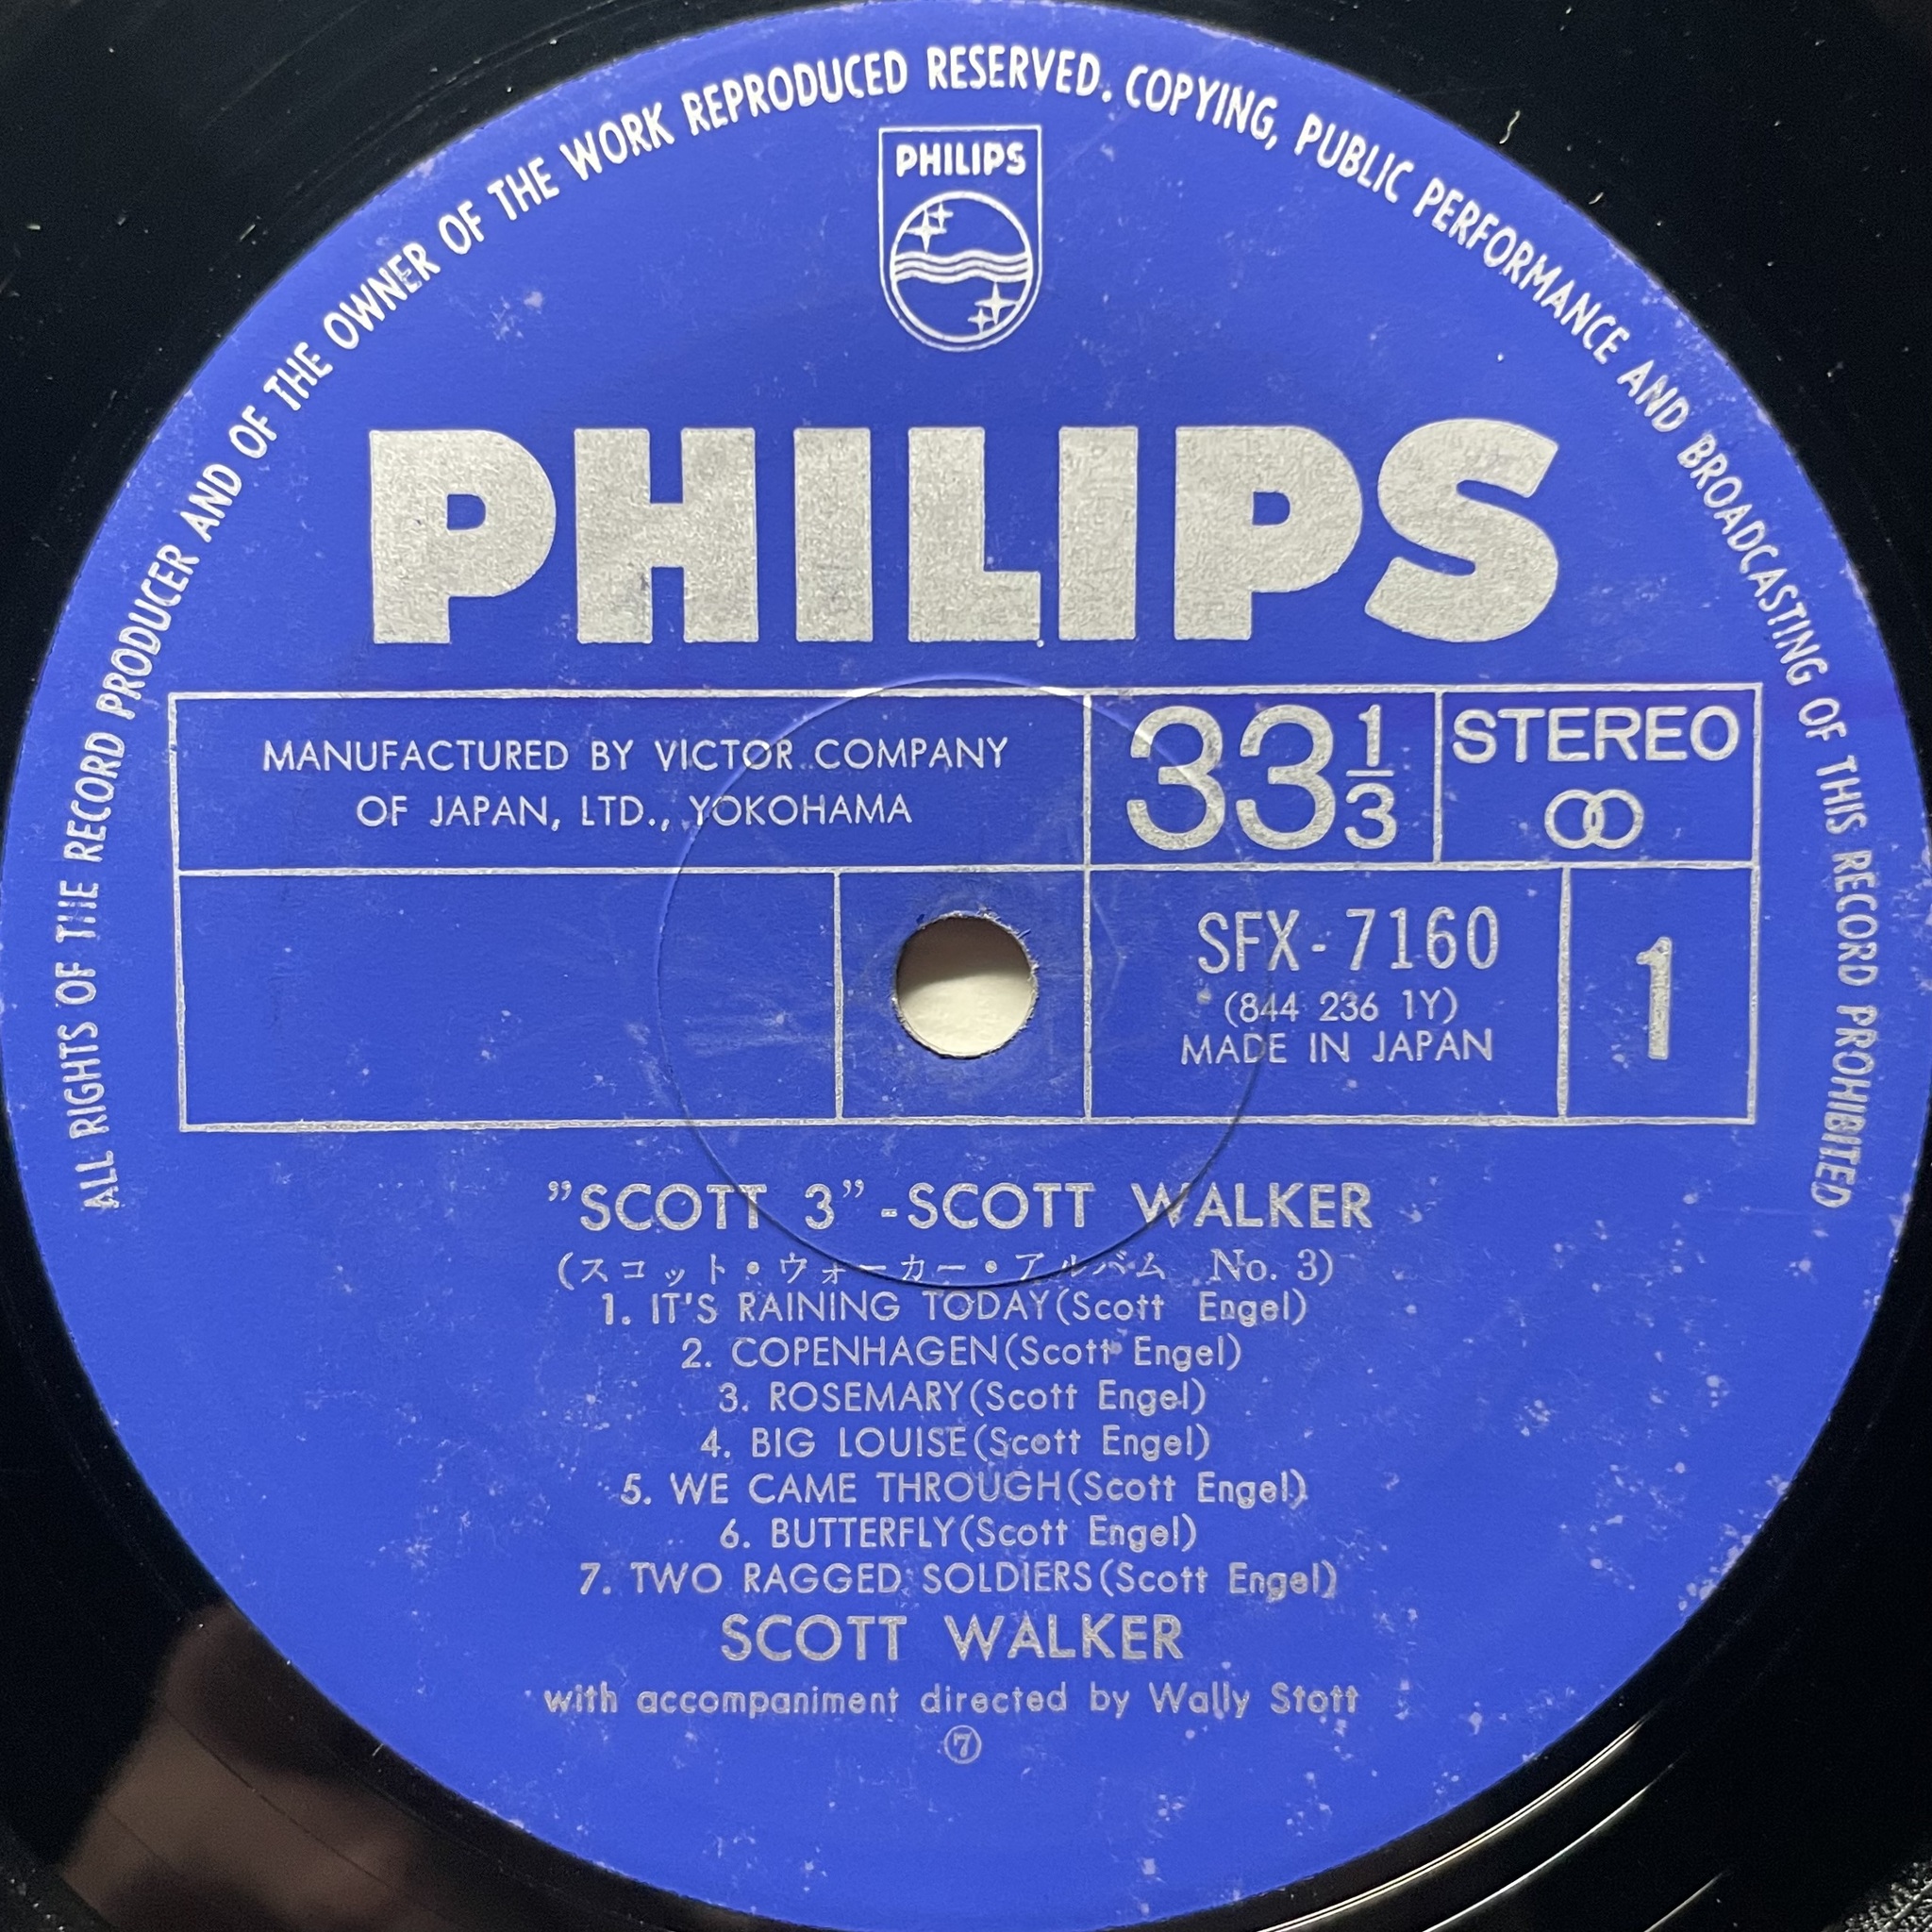 ALL RIGHTS OF THE RECORD PRODUCER AND OF THE OWNER OF THE WORK REPRODUCED RESERVED. COPYING, PUBLIC PERFORMANCE AND BROADCASTING OF THIS RECORD PROHIBITED
PHILIPS
PHILIPS
MANUFACTURED BY VICTOR COMPANY
OF JAPAN, LTD., YOKOHAMA
33 1/3
STEREO
SFX-7160
(844 236 1Y)
MADE IN JAPAN
1
”SCOTT 3”-SCOTT WALKER
(スコット・ウォーカー・アルバム No. 3)
1. IT'S RAINING TODAY(Scott Engel)
2. COPENHAGEN(Scott Engel)
3. ROSEMARY(Scott Engel)
4. BIG LOUISE(Scott Engel)
5. WE CAME THROUGH(Scott Engel)
6. BUTTERFLY(Scott Engel)
7. TWO RAGGED SOLDIERS(Scott Engel)
SCOTT WALKER
with accompaniment directed by Wally Stott
⑦